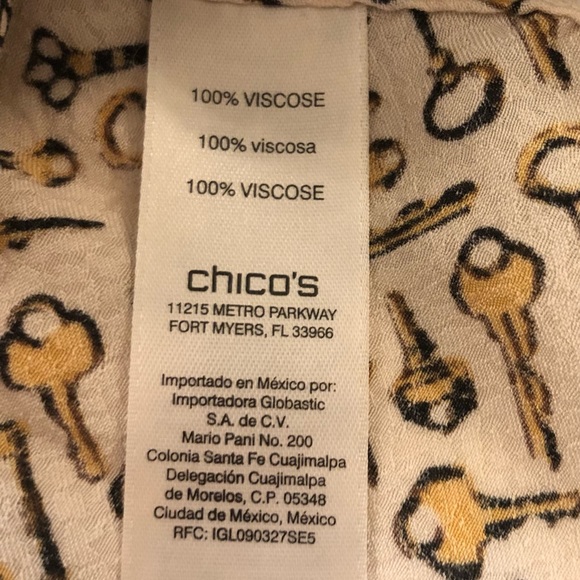 100% VISCOSE
100% viscosa
100% VISCOSE
chico's
11215 METRO PARKWAY
FORT MYERS, FL 33966
Importado en México por:
Importadora Globastic
S.A. de C.V.
Mario Pani No. 200
Colonia Santa Fe Cuajimalpa
Delegación Cuajimalpa
de Morelos, C.P. 05348
Ciudad de México, México
RFC: IGL090327SE5